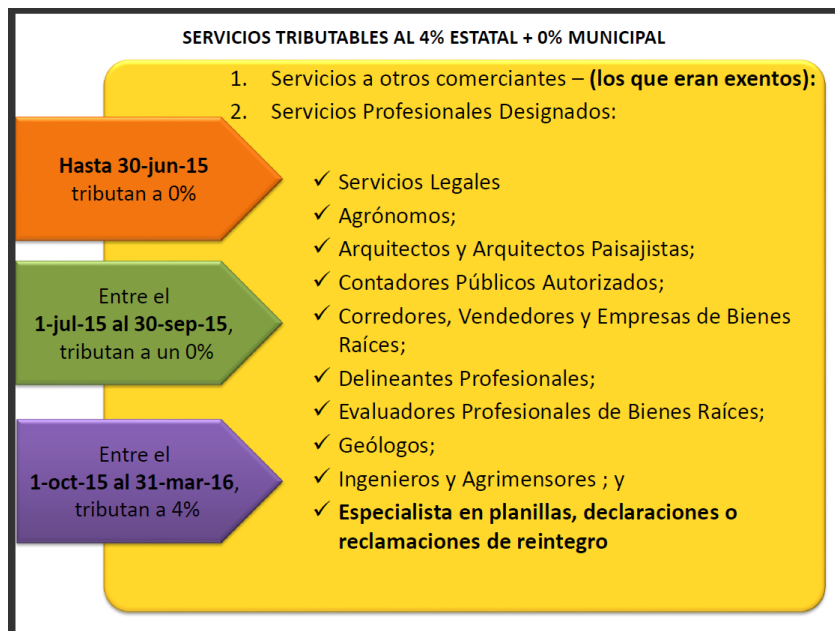 SERVICIOS TRIBUTABLES AL 4% ESTATAL + 0% MUNICIPAL
1. Servicios a otros comerciantes – (los que eran exentos):
2. Servicios Profesionales Designados:
Hasta 30-jun-15
tributan a 0%
Entre el
1-jul-15 al 30-sep-15,
tributan a un 0%
Entre el
1-oct-15 al 31-mar-16,
tributan a 4%
✓ Servicios Legales
✓ Agrónomos;
✓ Arquitectos y Arquitectos Paisajistas;
✓ Contadores Públicos Autorizados;
✓ Corredores, Vendedores y Empresas de Bienes
Raíces;
✓ Delineantes Profesionales;
✓ Evaluadores Profesionales de Bienes Raíces;
✓ Geólogos;
✓ Ingenieros y Agrimensores ; y
✓ Especialista en planillas, declaraciones o
reclamaciones de reintegro